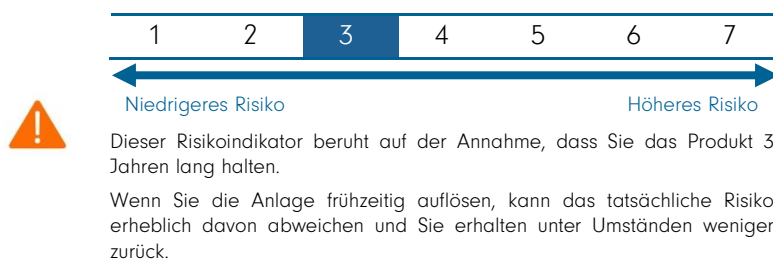 1 2 3 4 5 6 7
Niedrigeres Risiko Höheres Risiko
Dieser Risikoindikator beruht auf der Annahme, dass Sie das Produkt 3
Jahren lang halten.
Wenn Sie die Anlage frühzeitig auflösen, kann das tatsächliche Risiko
erheblich davon abweichen und Sie erhalten unter Umständen weniger
zurück.